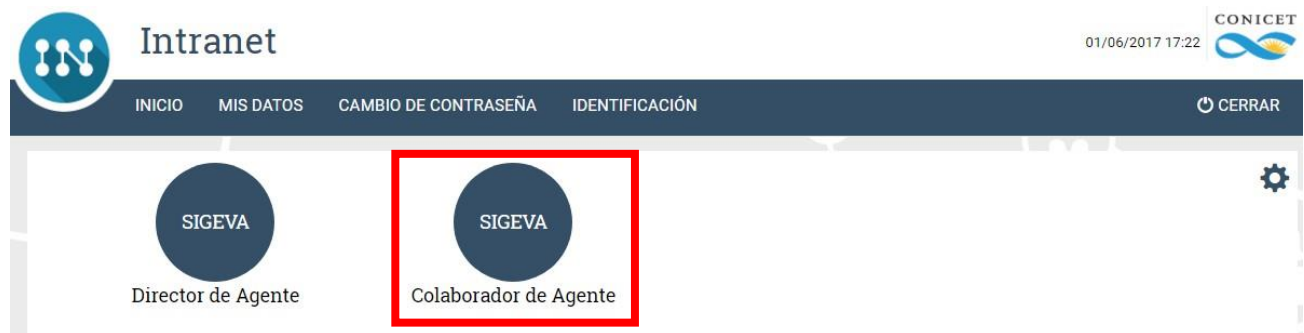 Intranet
01/06/2017 17:22
CONICET
INICIO MIS DATOS CAMBIO DE CONTRASEÑA IDENTIFICACIÓN CERRAR
SIGEVA SIGEVA
Director de Agente Colaborador de Agente